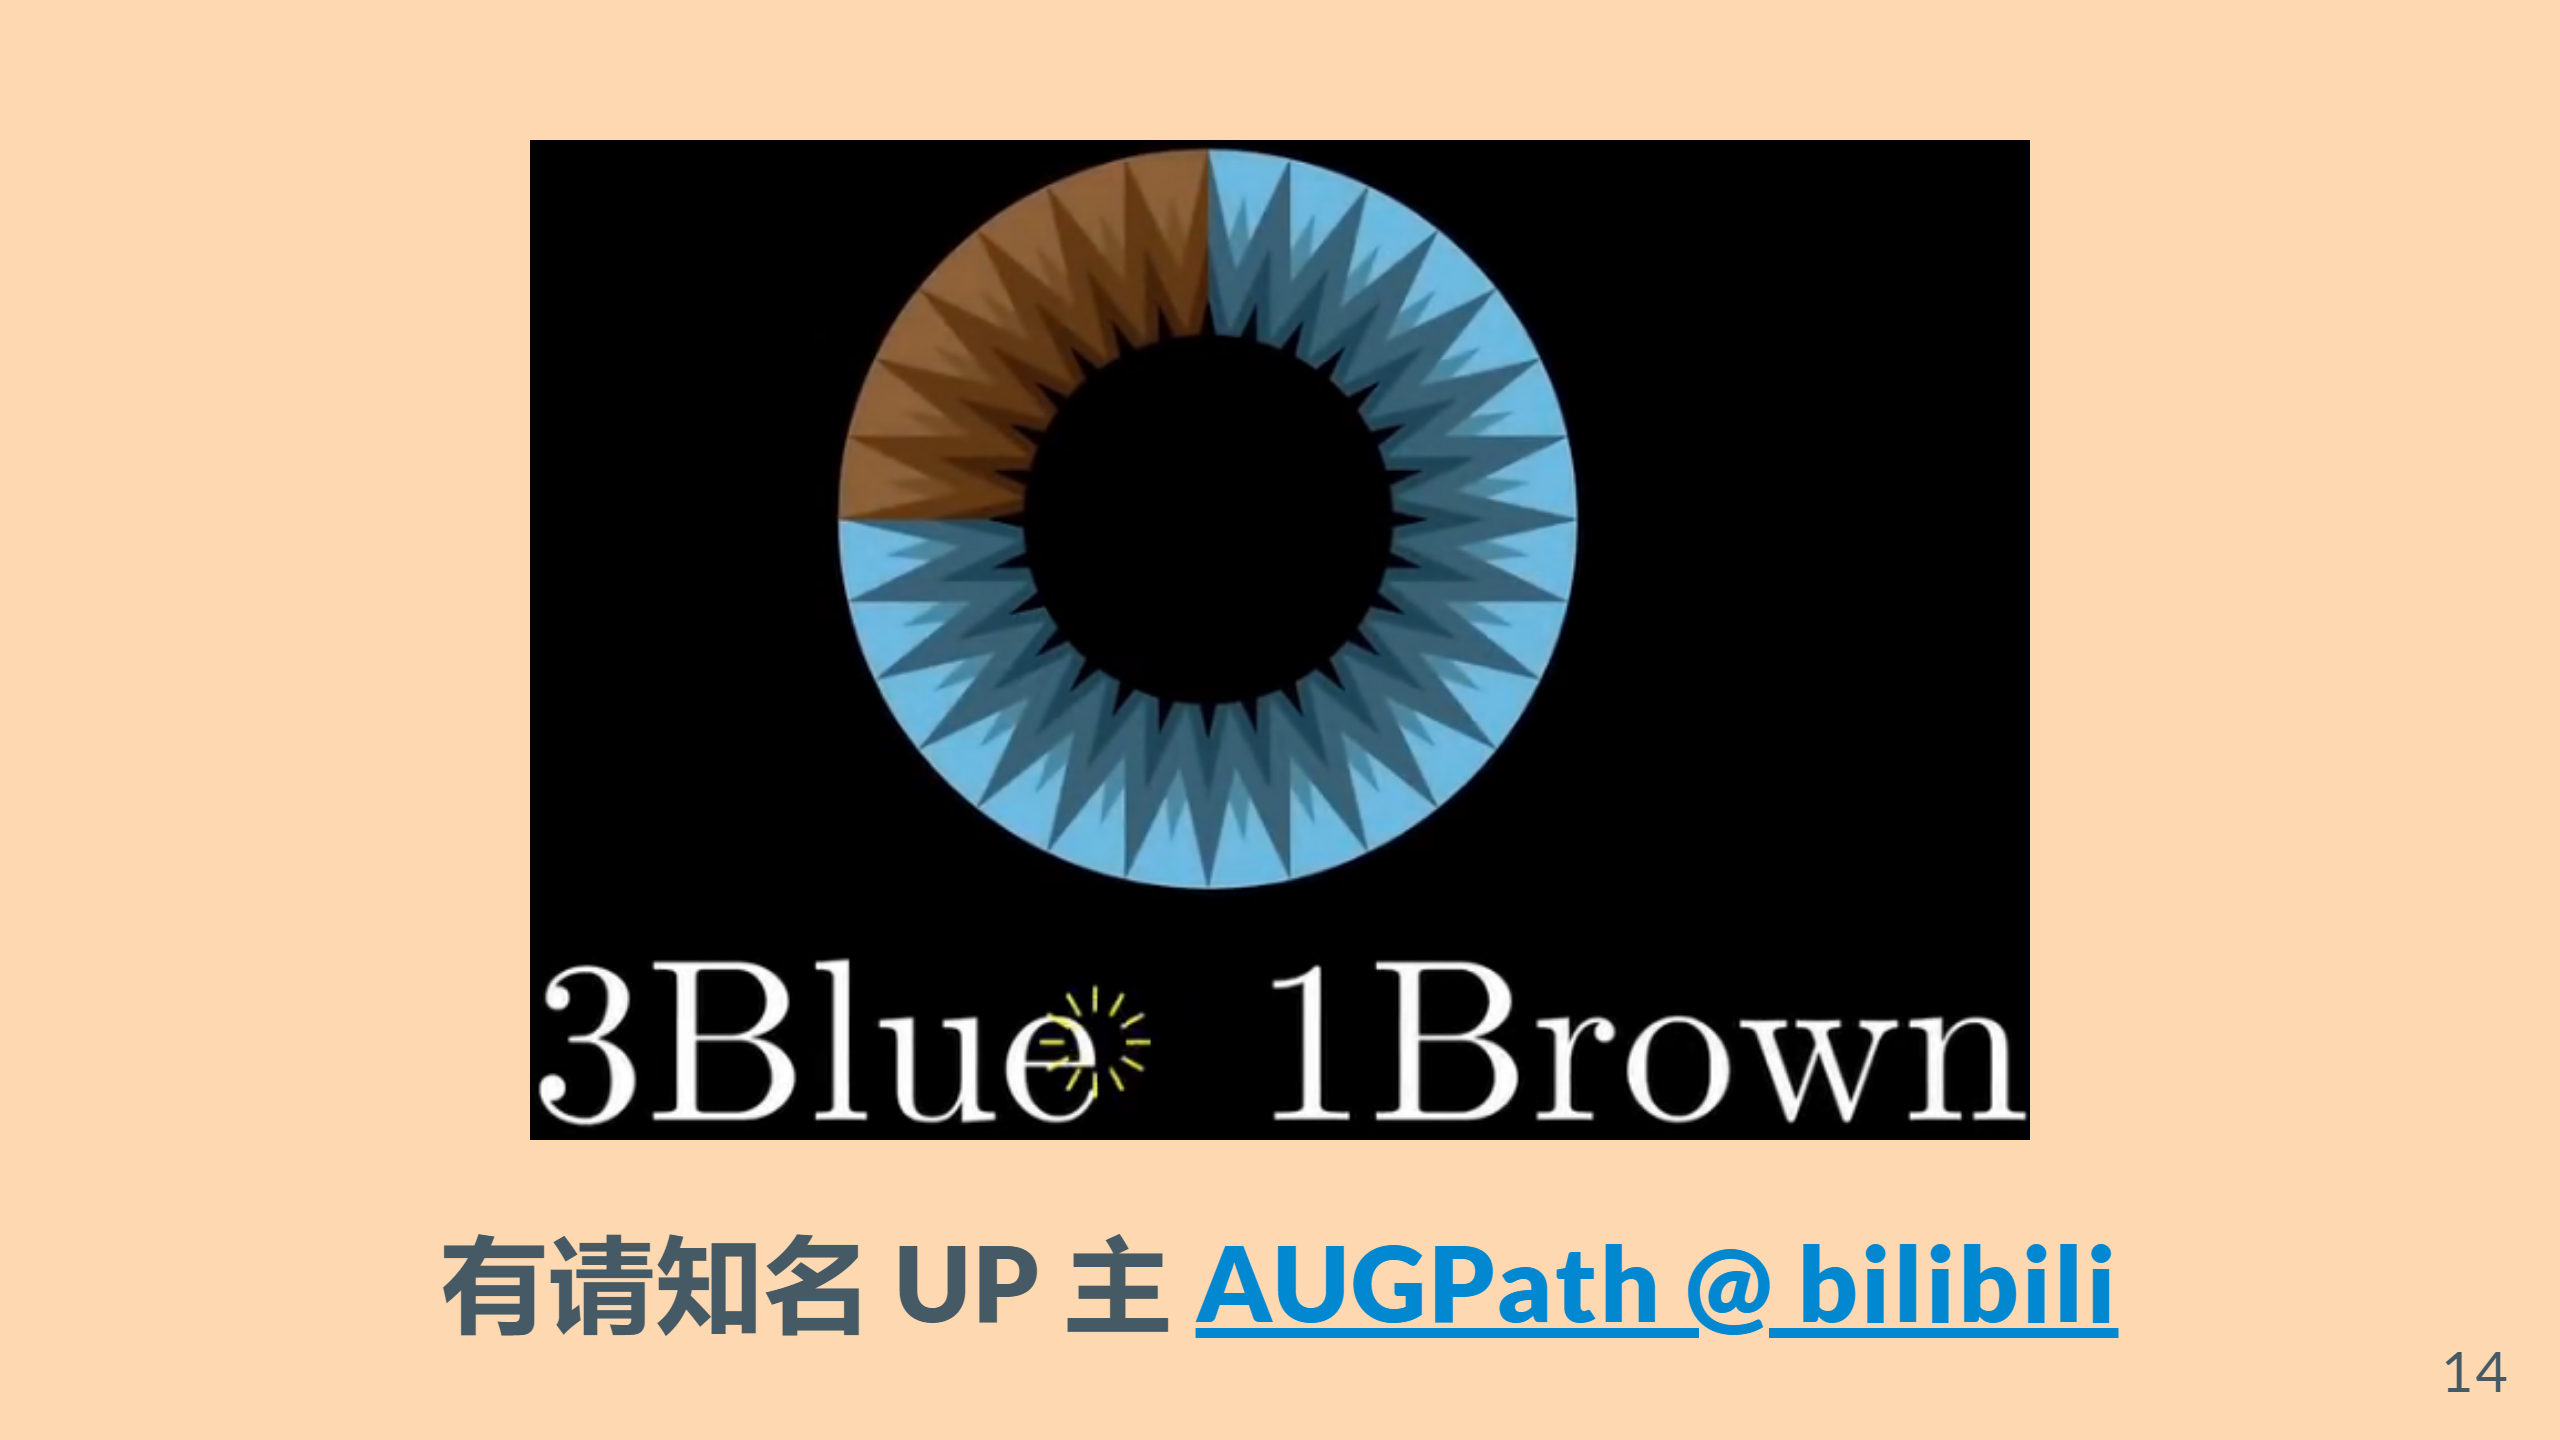 3Blue 1Brown
有请知名 UP 主 AUGPath @ bilibili
14